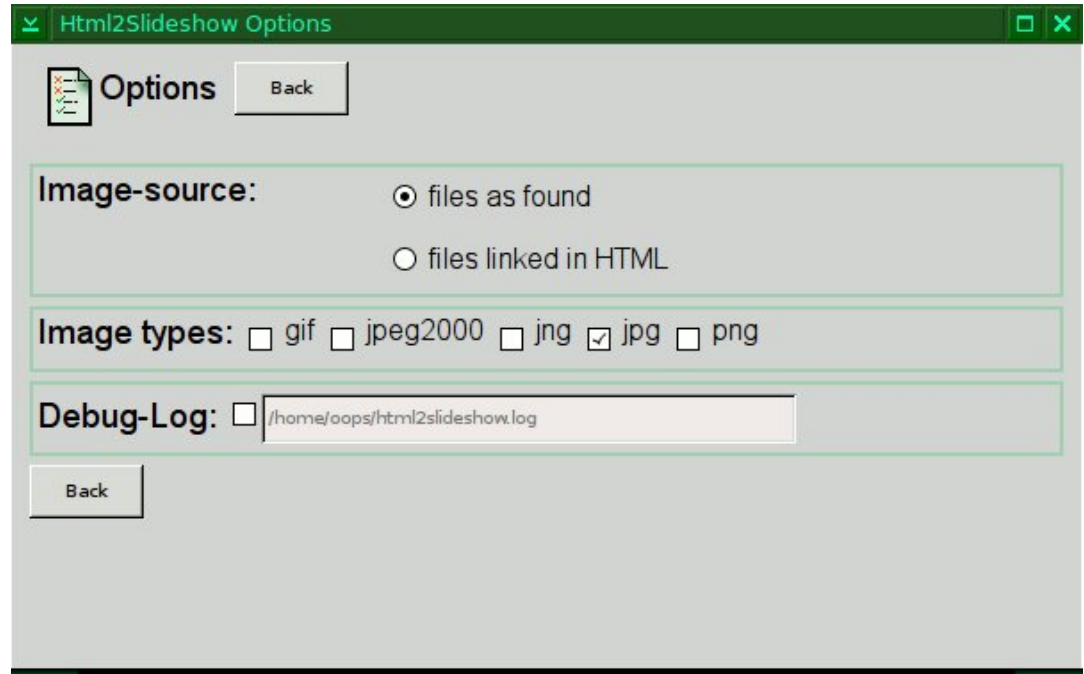 Html2Slideshow Options
Options Back
Image-source: files as found
files linked in HTML
Image types: gif jpeg2000 jng jpg png
Debug-Log: /home/oops/html2slideshow.log
Back